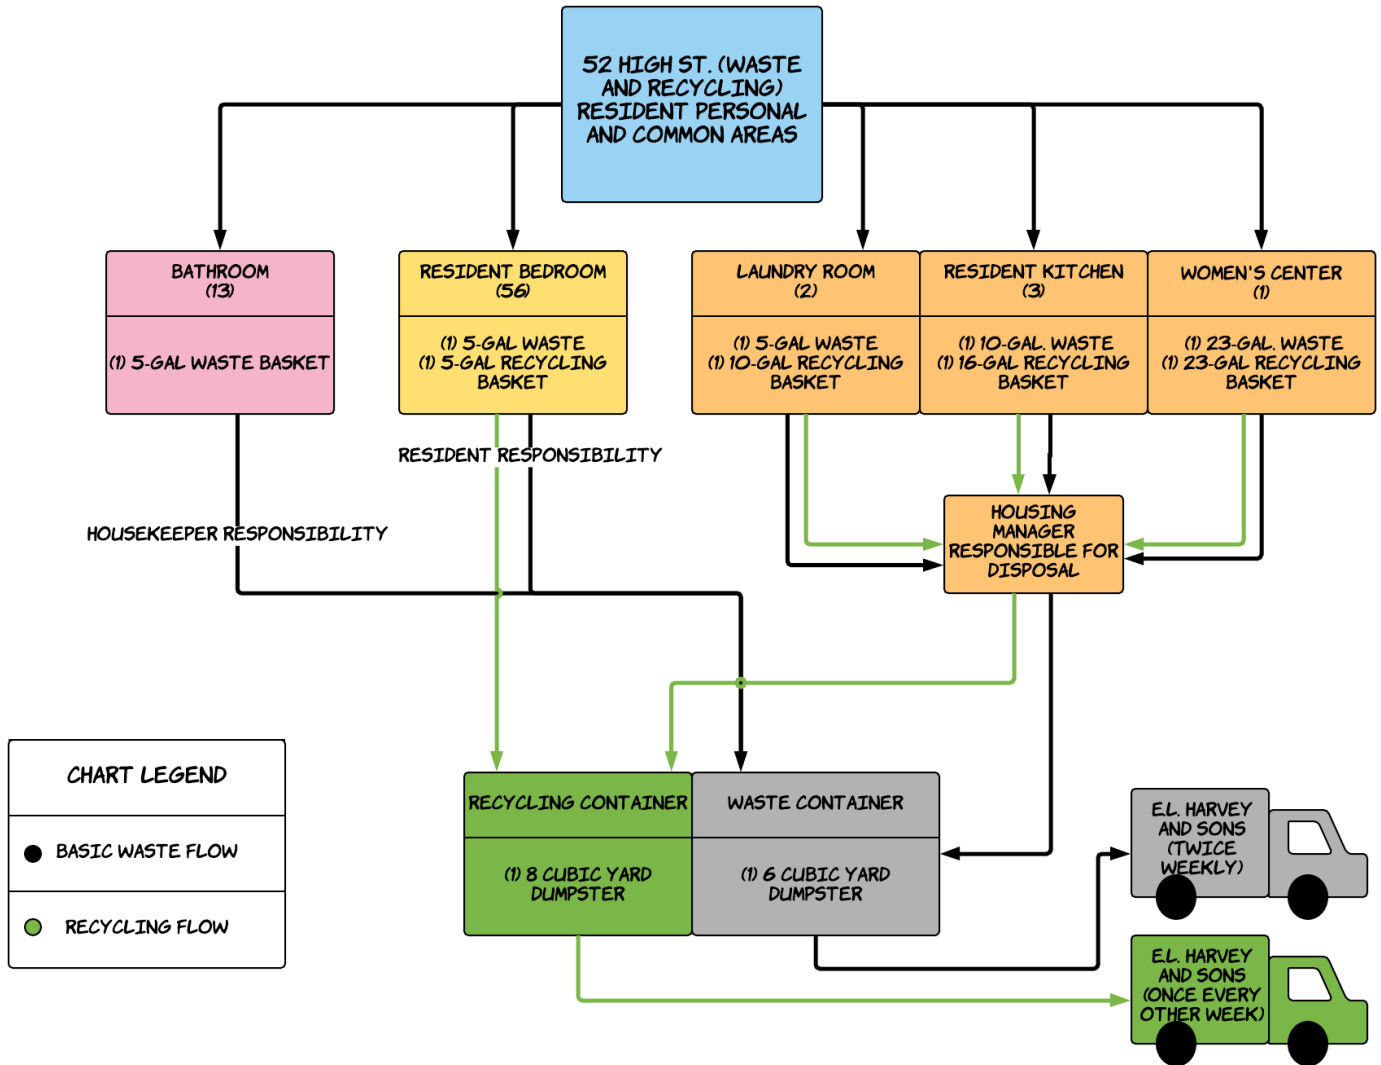 52 HIGH ST. (WASTE
AND RECYCLING)
RESIDENT PERSONAL
AND COMMON AREAS
BATHROOM
(13)
(1) 5-GAL WASTE BASKET
RESIDENT BEDROOM
(56)
(1) 5-GAL WASTE
(1) 5-GAL RECYCLING
BASKET
LAUNDRY ROOM
(2)
(1) 5-GAL WASTE
(1) 10-GAL RECYCLING
BASKET
RESIDENT KITCHEN
(3)
(1) 10-GAL. WASTE
(1) 16-GAL RECYCLING
BASKET
WOMEN'S CENTER
(1)
(1) 23-GAL. WASTE
(1) 23-GAL RECYCLING
BASKET
RESIDENT RESPONSIBILITY
HOUSEKEEPER RESPONSIBILITY
HOUSING
MANAGER
RESPONSIBLE FOR
DISPOSAL
CHART LEGEND
BASIC WASTE FLOW
RECYCLING FLOW
RECYCLING CONTAINER
(1) 8 CUBIC YARD
DUMPSTER
WASTE CONTAINER
(1) 6 CUBIC YARD
DUMPSTER
E.L. HARVEY
AND SONS
(TWICE
WEEKLY)
E.L. HARVEY
AND SONS
(ONCE EVERY
OTHER WEEK)